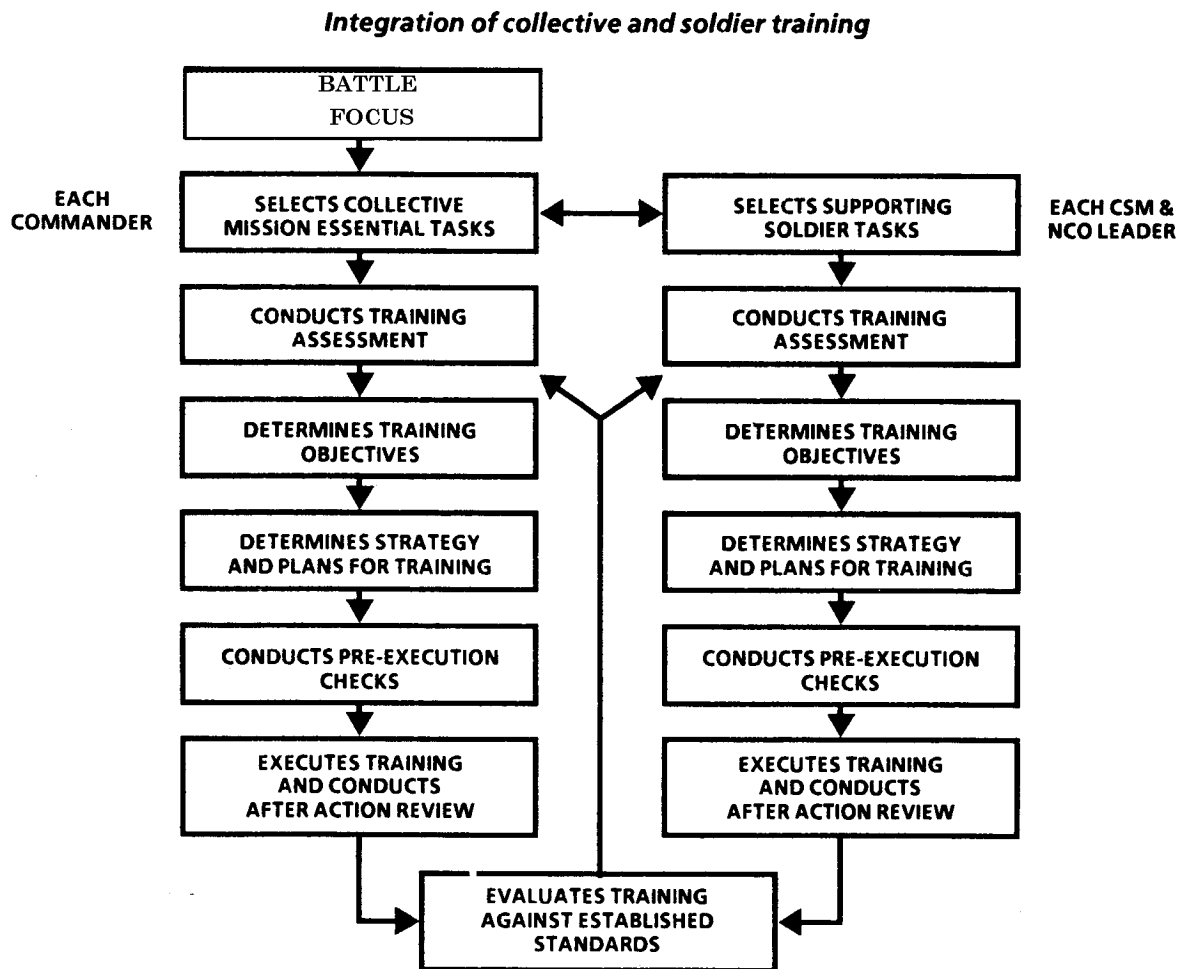 Integration of collective and soldier training
BATTLE
FOCUS
EACH
COMMANDER
SELECTS COLLECTIVE
MISSION ESSENTIAL TASKS
SELECTS SUPPORTING
SOLDIER TASKS
EACH CSM &
NCO LEADER
CONDUCTS TRAINING
ASSESSMENT
CONDUCTS TRAINING
ASSESSMENT
DETERMINES TRAINING
OBJECTIVES
DETERMINES TRAINING
OBJECTIVES
DETERMINES STRATEGY
AND PLANS FOR TRAINING
DETERMINES STRATEGY
AND PLANS FOR TRAINING
CONDUCTS PRE-EXECUTION
CHECKS
CONDUCTS PRE-EXECUTION
CHECKS
EXECUTES TRAINING
AND CONDUCTS
AFTER ACTION REVIEW
EXECUTES TRAINING
AND CONDUCTS
AFTER ACTION REVIEW
EVALUATES TRAINING
AGAINST ESTABLISHED
STANDARDS